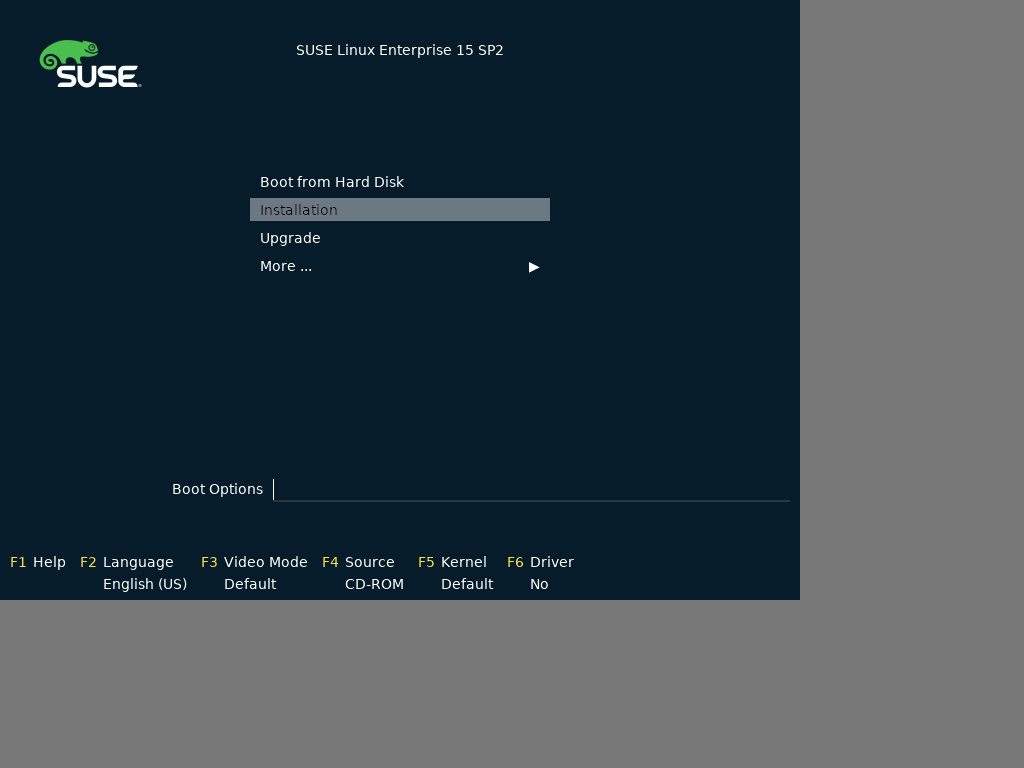 SUSE Linux Enterprise 15 SP2
SUSE
Boot from Hard Disk
Installation
Upgrade
More ...
Boot Options
F1 Help F2 Language F3 Video Mode F4 Source F5 Kernel F6 Driver
English (US) Default CD-ROM Default No